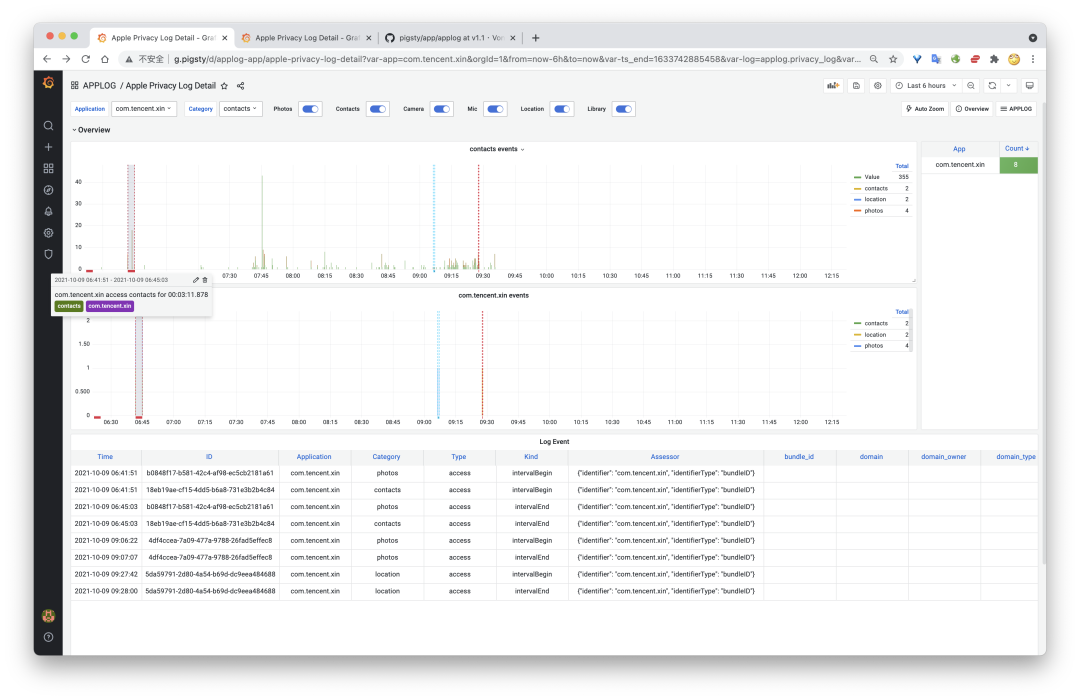 Apple Privacy Log Detail - Graf
Apple Privacy Log Detail - Graf
pigsty/app/applog at v1.1 · Von
不安全 | g.pigsty/d/applog-app/apple-privacy-log-detail?var-app=com.tencent.xin&orgId=1&from=now-6h&to=now&var-ts_end=1633742885458&var-log=applog.privacy_log&var...
APPLOG / Apple Privacy Log Detail
Last 6 hours
Application com.tencent.xin Category contacts Photos Contacts Camera Mic Location Library Auto Zoom Overview APPLOG
Overview
contacts events
Total
Value 355
contacts 2
location 2
photos 4
40
30
20
10
0
07:30 07:45 08:00 08:15 08:30 08:45 09:00 09:15 09:30 09:45 10:00 10:15 10:30 10:45 11:00 11:15 11:30 11:45 12:00 12:15
App Count
com.tencent.xin 8
2021-10-09 06:41:51 - 2021-10-09 06:45:03
com.tencent.xin access contacts for 00:03:11.878
contacts com.tencent.xin
com.tencent.xin events
Total
contacts 2
location 2
photos 4
2
1.50
1
0.500
0
06:30 06:45 07:00 07:15 07:30 07:45 08:00 08:15 08:30 08:45 09:00 09:15 09:30 09:45 10:00 10:15 10:30 10:45 11:00 11:15 11:30 11:45 12:00 12:15
Log Event
Time ID Application Category Type Kind Assessor bundle_id domain domain_owner domain_type
2021-10-09 06:41:51 b0848f17-b581-42c4-af98-ec5cb2181a61 com.tencent.xin photos access intervalBegin {"identifier": "com.tencent.xin", "identifierType": "bundleID"}
2021-10-09 06:41:51 18eb19ae-cf15-4dd5-b6a8-731e3b2b4c84 com.tencent.xin contacts access intervalBegin {"identifier": "com.tencent.xin", "identifierType": "bundleID"}
2021-10-09 06:45:03 b0848f17-b581-42c4-af98-ec5cb2181a61 com.tencent.xin photos access intervalEnd {"identifier": "com.tencent.xin", "identifierType": "bundleID"}
2021-10-09 06:45:03 18eb19ae-cf15-4dd5-b6a8-731e3b2b4c84 com.tencent.xin contacts access intervalEnd {"identifier": "com.tencent.xin", "identifierType": "bundleID"}
2021-10-09 09:06:22 4df4ccea-7a09-477a-9788-26fad5effec8 com.tencent.xin photos access intervalBegin {"identifier": "com.tencent.xin", "identifierType": "bundleID"}
2021-10-09 09:07:07 4df4ccea-7a09-477a-9788-26fad5effec8 com.tencent.xin photos access intervalEnd {"identifier": "com.tencent.xin", "identifierType": "bundleID"}
2021-10-09 09:27:42 5da59791-2d80-4a54-b69d-dc9eea484688 com.tencent.xin location access intervalBegin {"identifier": "com.tencent.xin", "identifierType": "bundleID"}
2021-10-09 09:28:00 5da59791-2d80-4a54-b69d-dc9eea484688 com.tencent.xin location access intervalEnd {"identifier": "com.tencent.xin", "identifierType": "bundleID"}